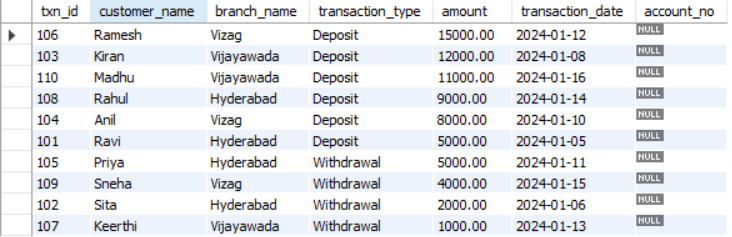 txn_id customer_name branch_name transaction_type amount transaction_date account_no
106 Ramesh Vizag Deposit 15000.00 2024-01-12 NULL
103 Kiran Vijayawada Deposit 12000.00 2024-01-08 NULL
110 Madhu Vijayawada Deposit 11000.00 2024-01-16 NULL
108 Rahul Hyderabad Deposit 9000.00 2024-01-14 NULL
104 Anil Vizag Deposit 8000.00 2024-01-10 NULL
101 Ravi Hyderabad Deposit 5000.00 2024-01-05 NULL
105 Priya Hyderabad Withdrawal 5000.00 2024-01-11 NULL
109 Sneha Vizag Withdrawal 4000.00 2024-01-15 NULL
102 Sita Hyderabad Withdrawal 2000.00 2024-01-06 NULL
107 Keerthi Vijayawada Withdrawal 1000.00 2024-01-13 NULL